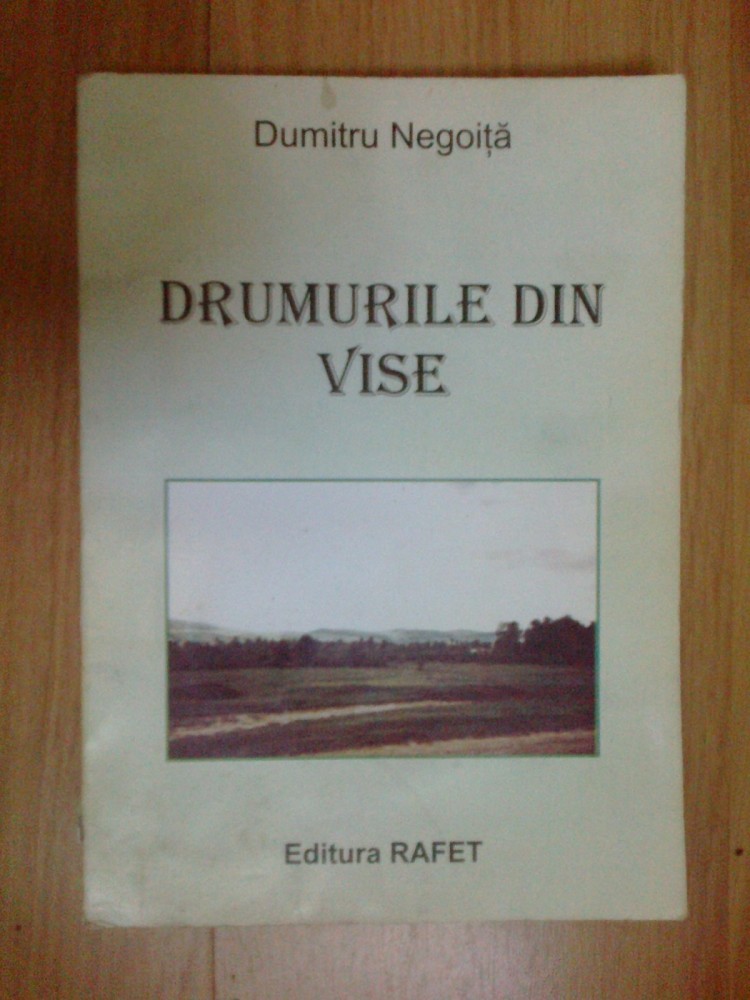 Dumitru Negoiță
DRUMURILE DIN
VISE
Editura RAFET